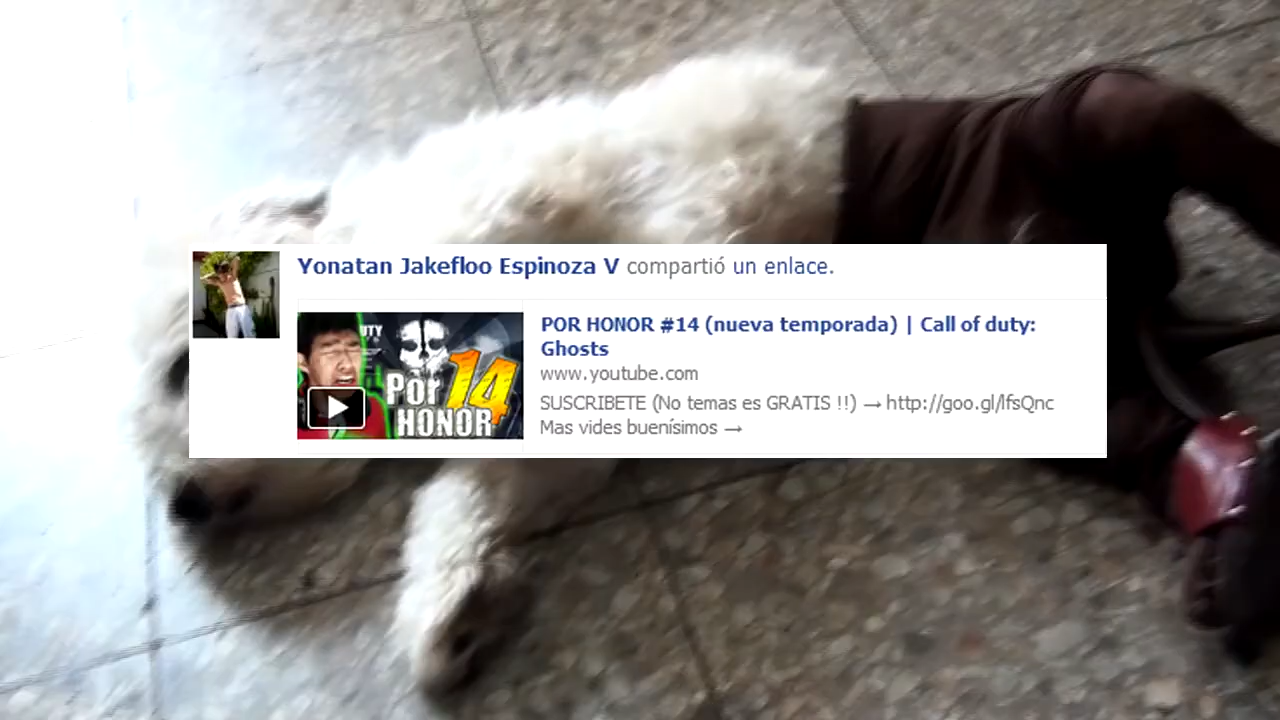 Yonatan Jakefloo Espinoza V compartió un enlace.
UTY
Por 14
HONOR
POR HONOR #14 (nueva temporada) | Call of duty:
Ghosts
www.youtube.com
SUSCRIBETE (No temas es GRATIS !!) → http://goo.gl/lfsQnc
Mas vides buenísimos →